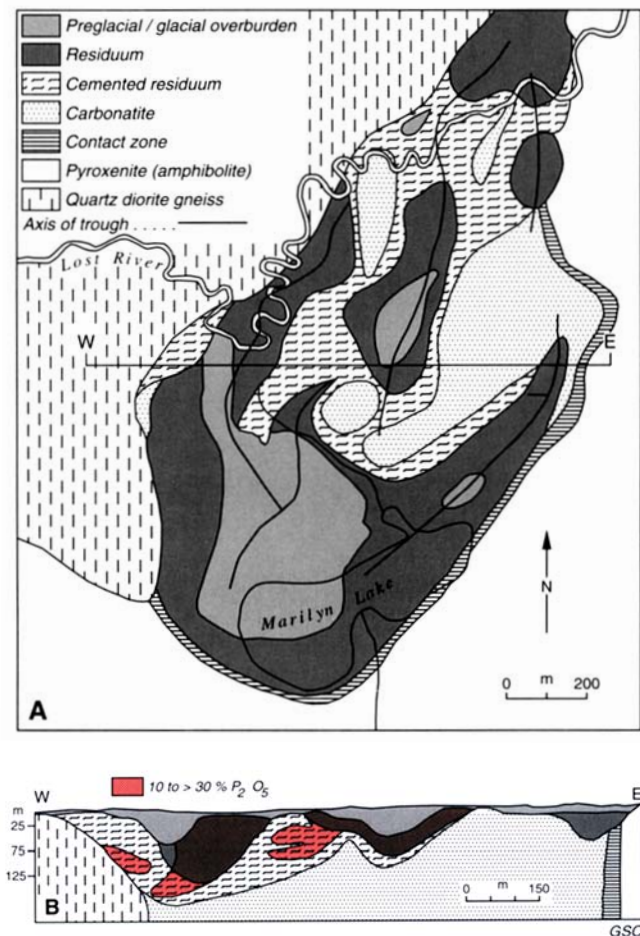 Preglacial / glacial overburden
Residuum
Cemented residuum
Carbonatite
Contact zone
Pyroxenite (amphibolite)
Quartz diorite gneiss
Axis of trough . . . . .
Lost River
W
E
Marilyn Lake
N
0 m 200
A
10 to > 30 % P2 O5
W
E
m
25
75
125
0 m 150
B
GSC